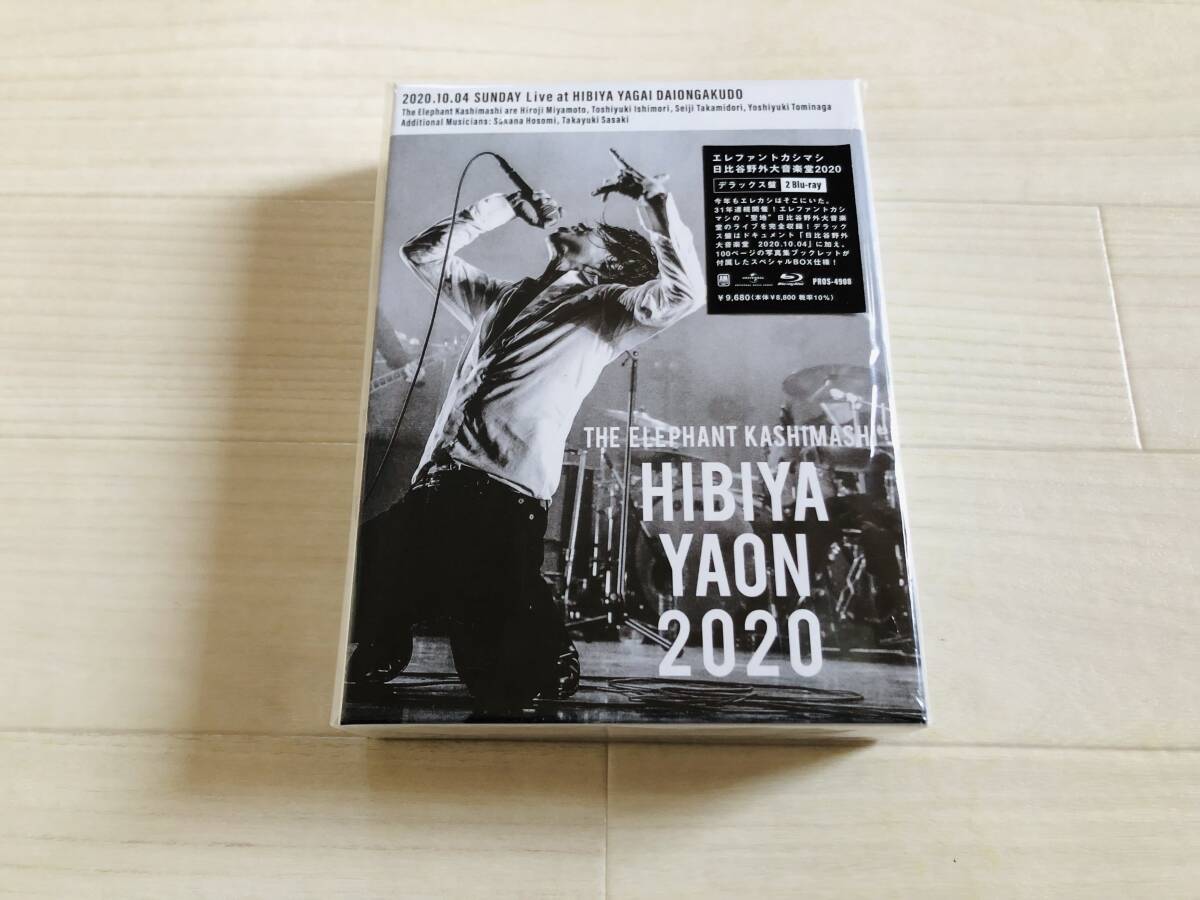 2020.10.04 SUNDAY Live at HIBIYA YAGAI DAIONGAKUDO
The Elephant Kashimashi are Hiroji Miyamoto, Toshiyuki Ishimori, Seiji Takamidori, Yoshiyuki Tominaga
Additional Musicians: Sakana Hosomi, Takayuki Sasaki
エレファントカシマシ
日比谷野外大音楽堂2020
デラックス盤 2 Blu-ray
今年もエレカシはそこにいた。
31年連続開催！エレファントカシ
マシの“聖地”日比谷野外大音楽
堂のライブを完全収録！デラック
ス盤はドキュメント「日比谷野外
大音楽堂 2020.10.04」に加え、
100ページの写真集ブックレットが
付属したスペシャルBOX仕様！
UNIVERSAL Blu-ray PROS-4908
￥9,680(本体￥8,800 税率10%)
THE ELEPHANT KASHIMASHI
HIBIYA
YAON
2020